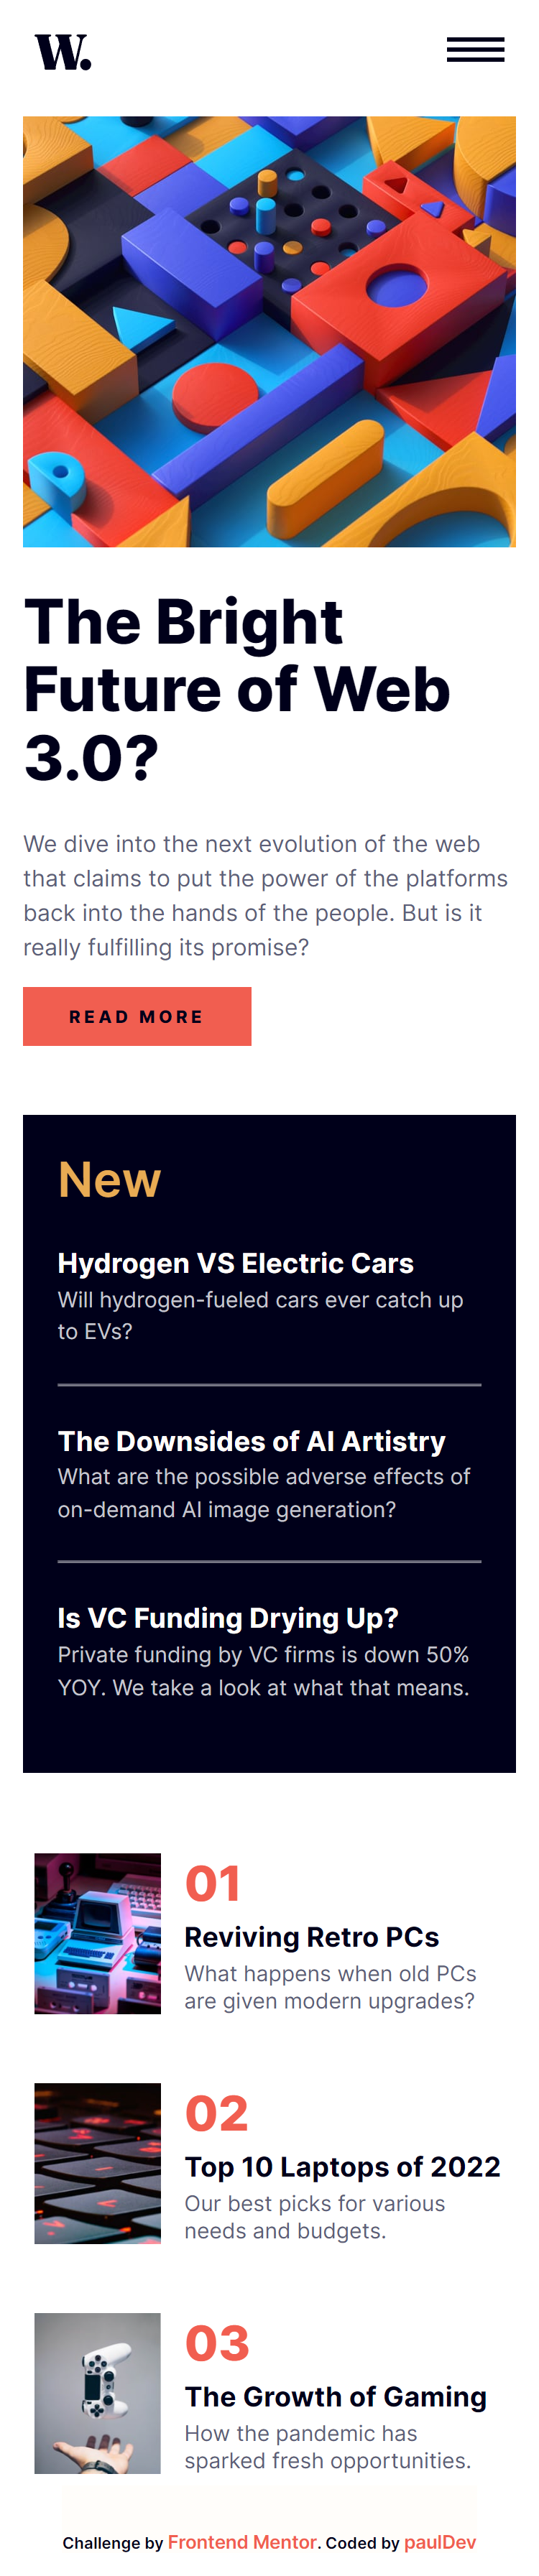 W.
The Bright
Future of Web
3.0?
We dive into the next evolution of the web
that claims to put the power of the platforms
back into the hands of the people. But is it
really fulfilling its promise?
READ MORE
New
Hydrogen VS Electric Cars
Will hydrogen-fueled cars ever catch up
to EVs?
The Downsides of AI Artistry
What are the possible adverse effects of
on-demand AI image generation?
Is VC Funding Drying Up?
Private funding by VC firms is down 50%
YOY. We take a look at what that means.
01
Reviving Retro PCs
What happens when old PCs
are given modern upgrades?
02
Top 10 Laptops of 2022
Our best picks for various
needs and budgets.
03
The Growth of Gaming
How the pandemic has
sparked fresh opportunities.
Challenge by Frontend Mentor. Coded by paulDev